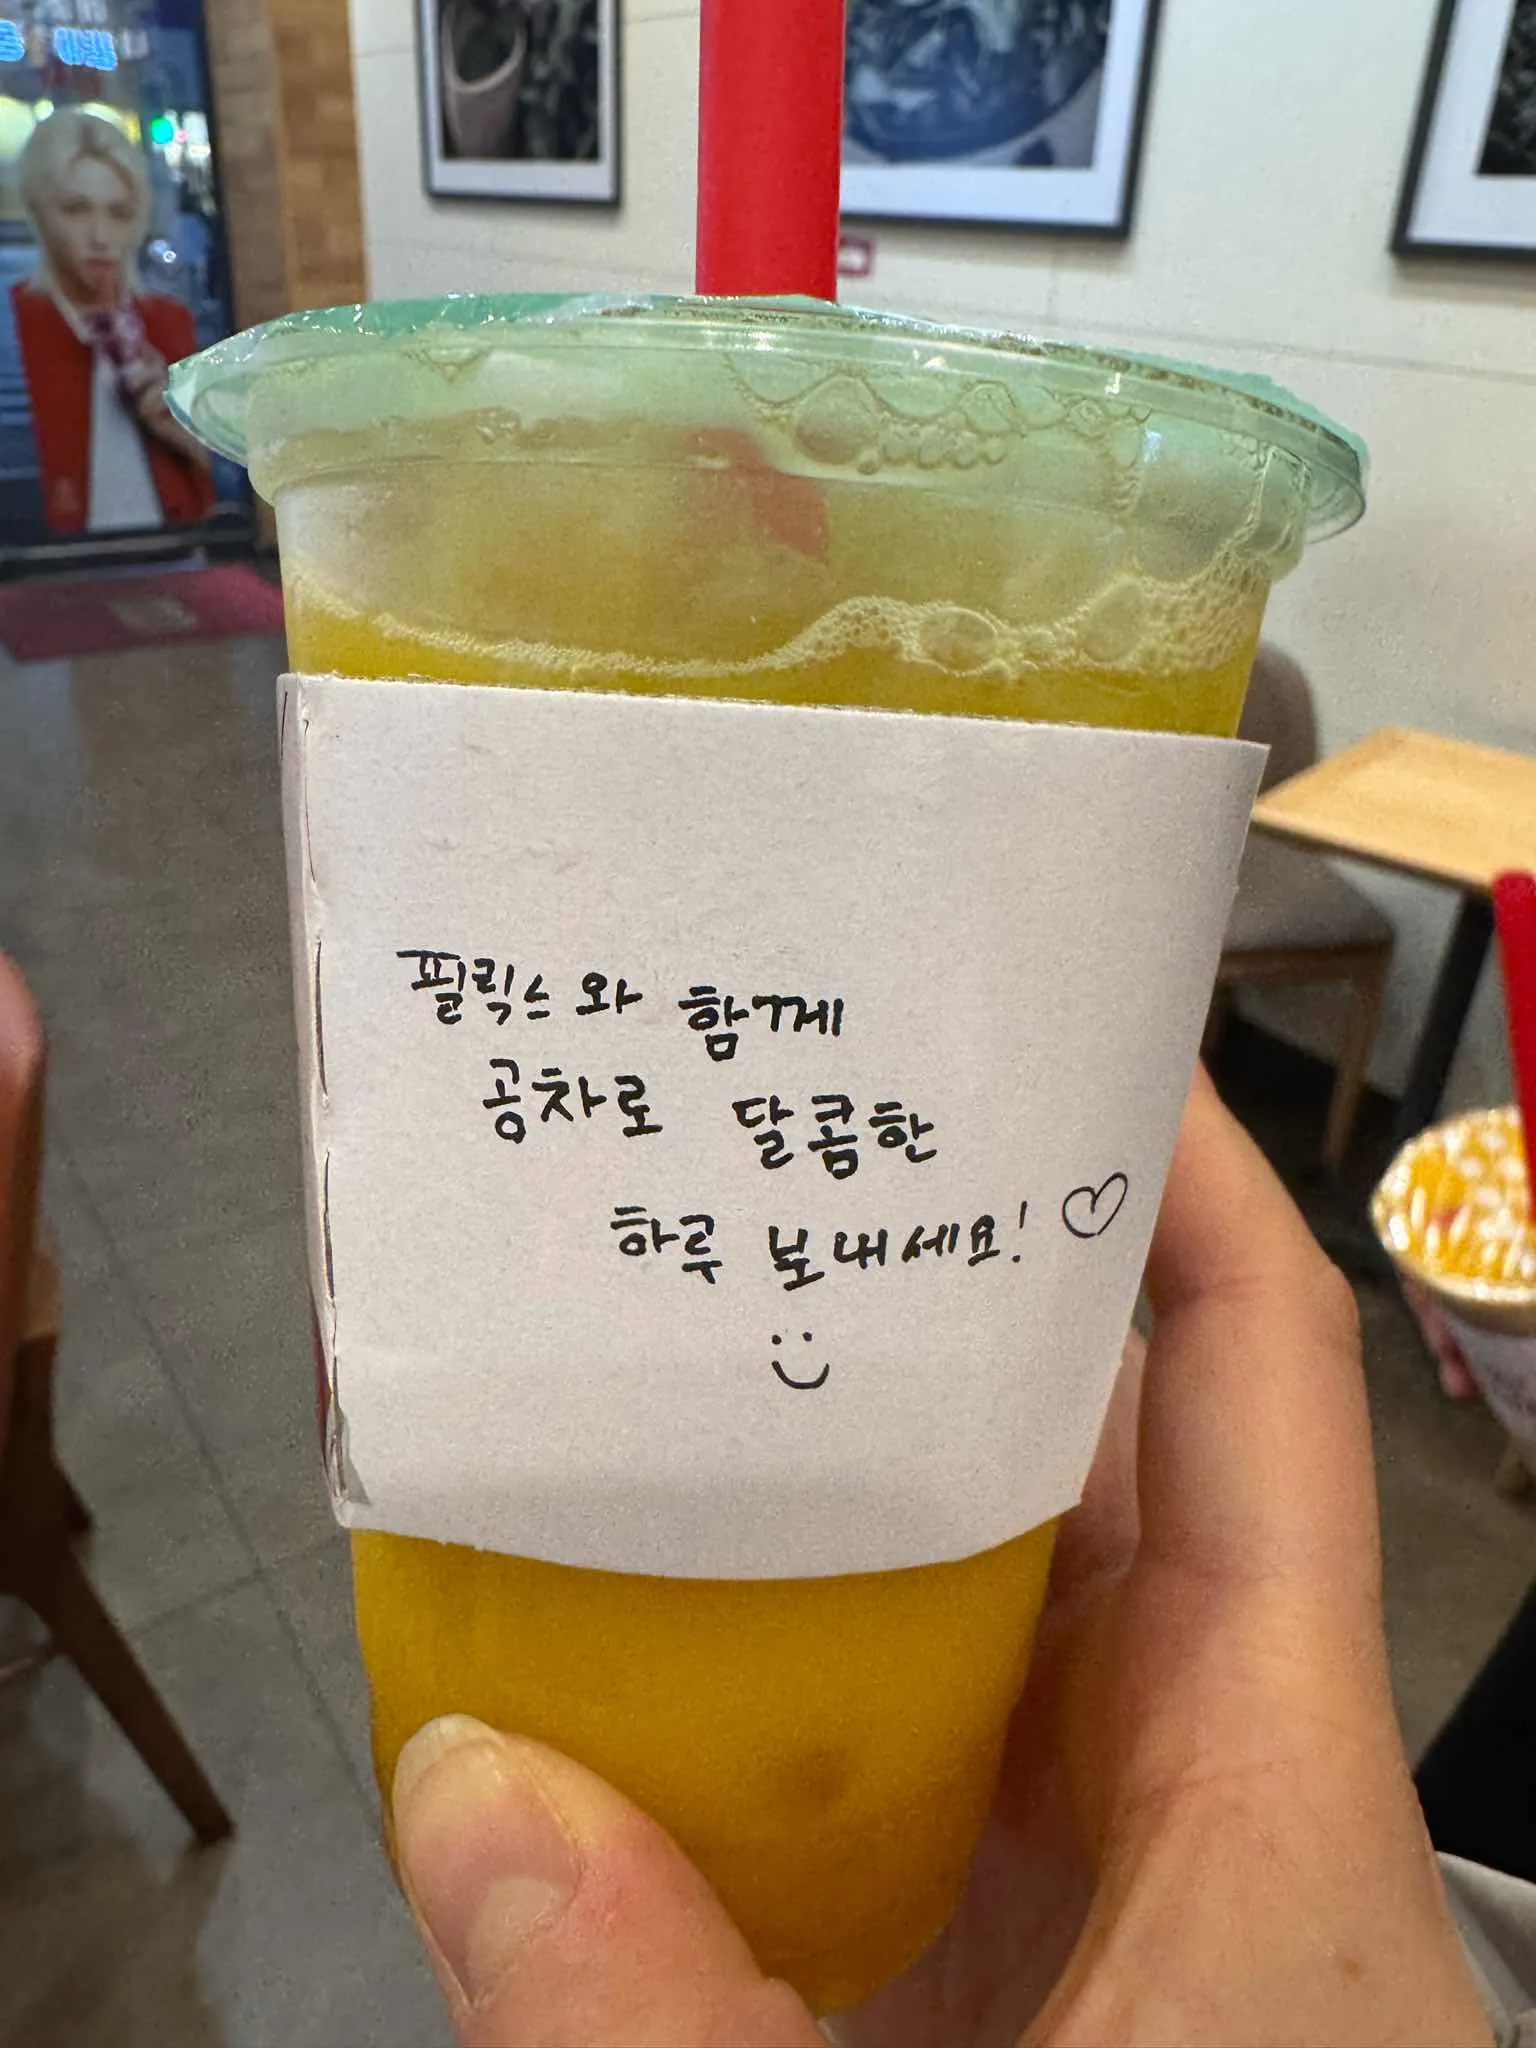 필릭스와 함께
공차로 달콤한
하루 보내세요! ♡